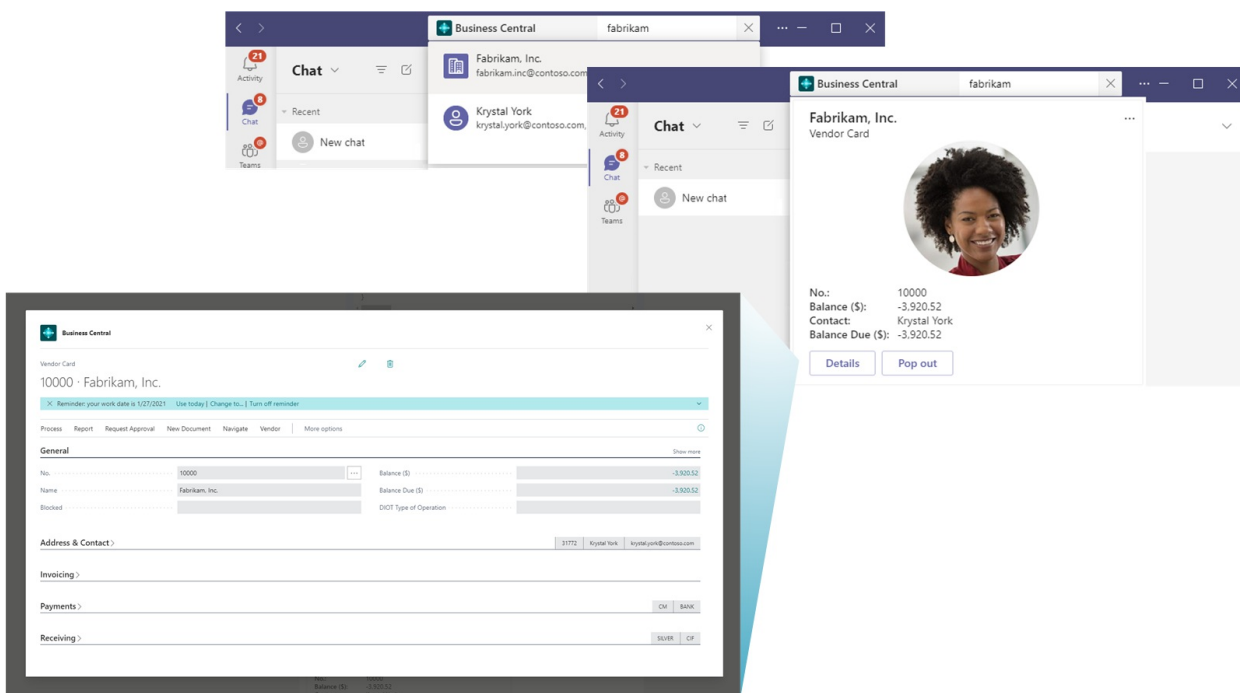 Business Central fabrikam
21
Activity
Chat
Fabrikam, Inc.
fabrikam.inc@contoso.com
8
Chat
Recent
Krystal York
krystal.york@contoso.com,
@
Teams
New chat
Business Central fabrikam
21
Activity
Chat
8
Chat
Recent
@
Teams
New chat
Fabrikam, Inc.
Vendor Card
No.: 10000
Balance ($): -3,920.52
Contact: Krystal York
Balance Due ($): -3,920.52
Details Pop out
Business Central
Vendor Card
10000 · Fabrikam, Inc.
Reminder: your work date is 1/27/2021 Use today | Change to... | Turn off reminder
Process Report Request Approval New Document Navigate Vendor More options
General Show more
No. 10000 Balance ($) -3,920.52
Name Fabrikam, Inc. Balance Due ($) -3,920.52
Blocked DIOT Type of Operation
Address & Contact 31772 Krystal York krystal.york@contoso.com
Invoicing
Payments CM BANK
Receiving SILVER CIF
No.: 10000
Balance ($): -3,920.52